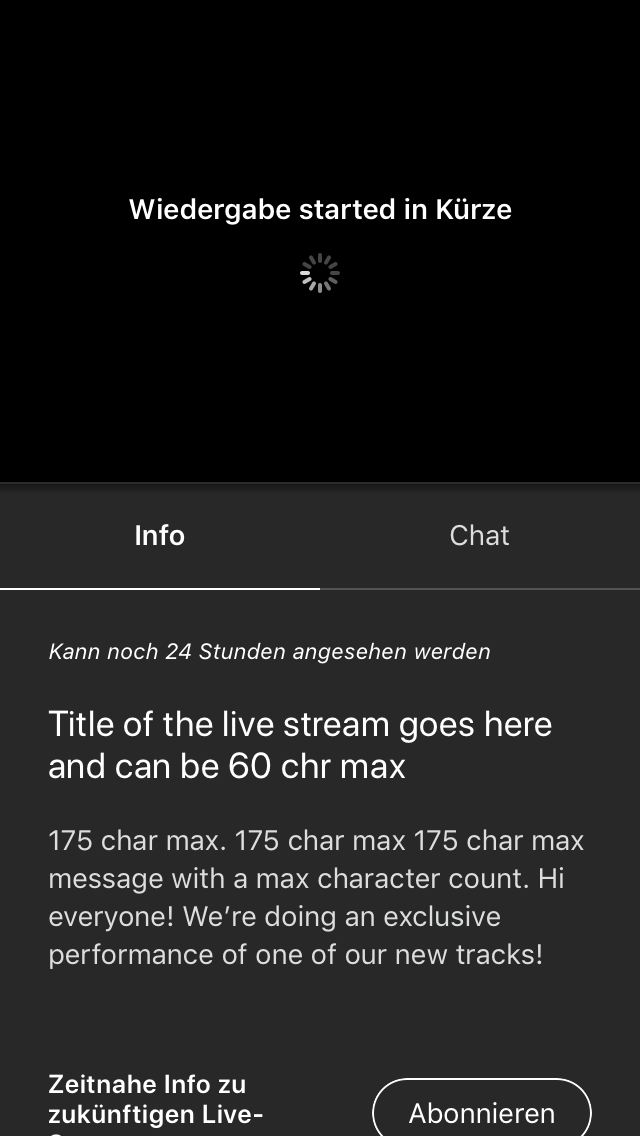 Wiedergabe started in Kürze
Info
Chat
Kann noch 24 Stunden angesehen werden
Title of the live stream goes here
and can be 60 chr max
175 char max. 175 char max 175 char max
message with a max character count. Hi
everyone! We’re doing an exclusive
performance of one of our new tracks!
Zeitnahe Info zu
zukünftigen Live-
Abonnieren